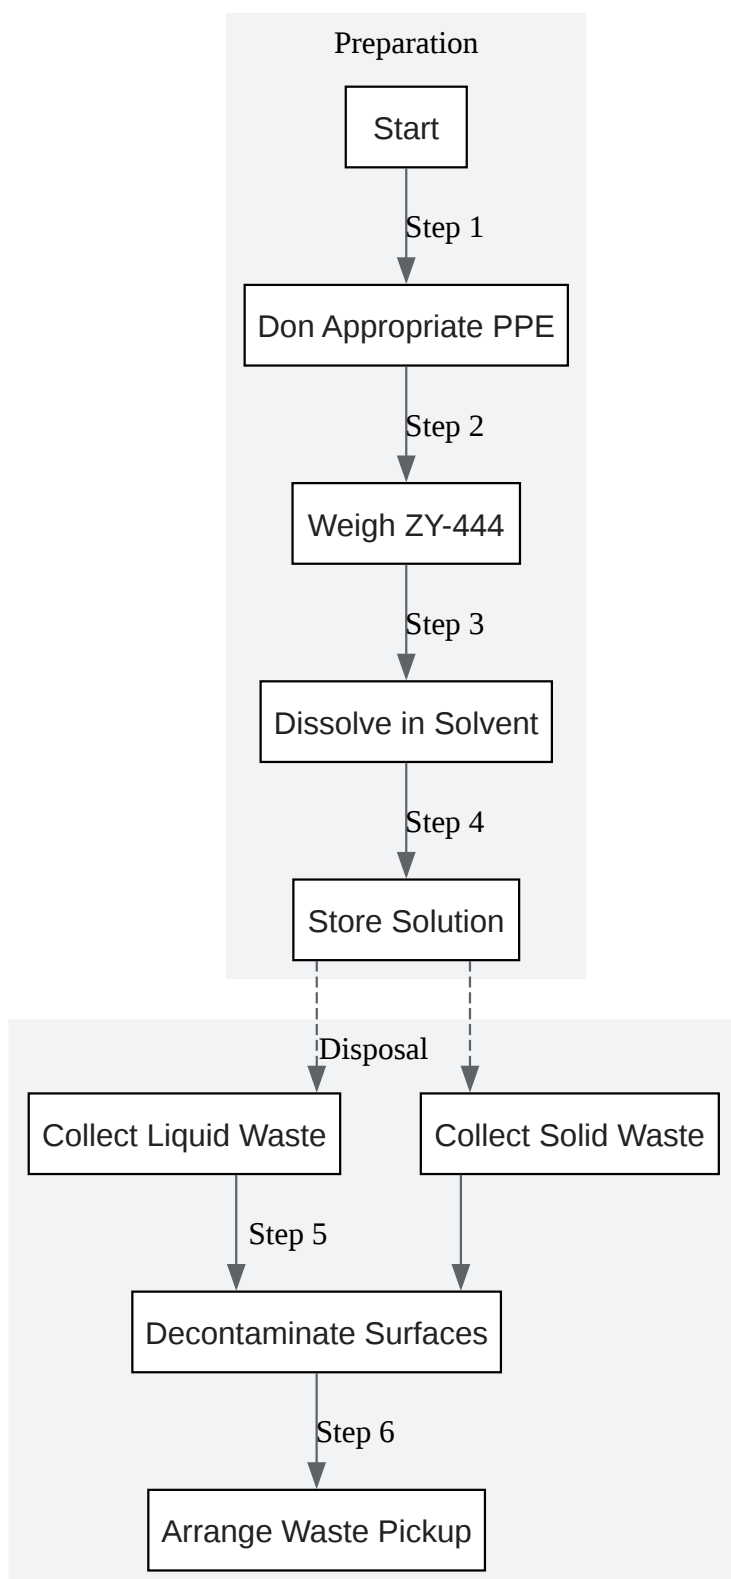 Preparation
Start
Step 1
Don Appropriate PPE
Step 2
Weigh ZY-444
Step 3
Dissolve in Solvent
Step 4
Store Solution
Disposal
Collect Liquid Waste
Collect Solid Waste
Step 5
Decontaminate Surfaces
Step 6
Arrange Waste Pickup